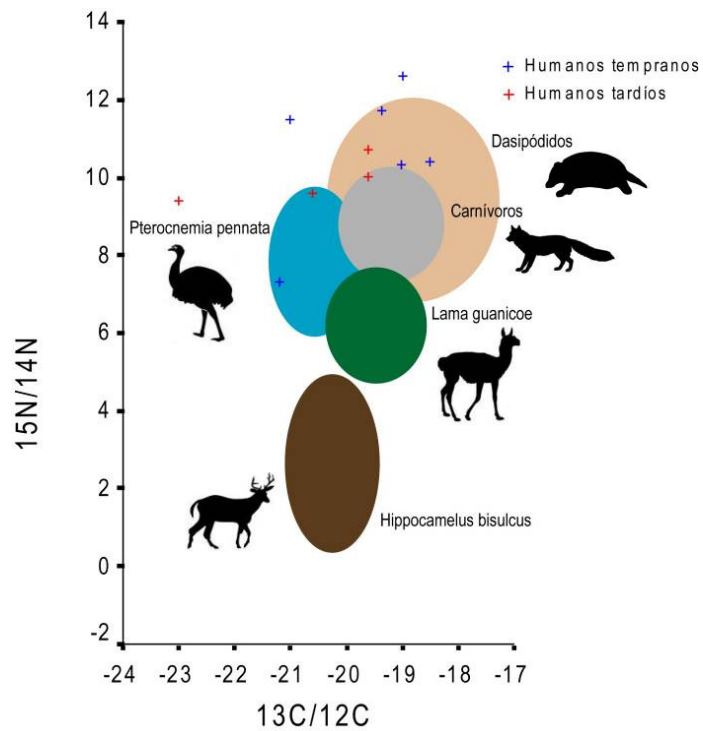 14
12
10
8
6
4
2
0
-2
15N/14N
+ Humanos tempranos
+ Humanos tardíos
Dasipódidos
Carnívoros
Pterocnemia pennata
Lama guanicoe
Hippocamelus bisulcus
-24 -23 -22 -21 -20 -19 -18 -17
13C/12C